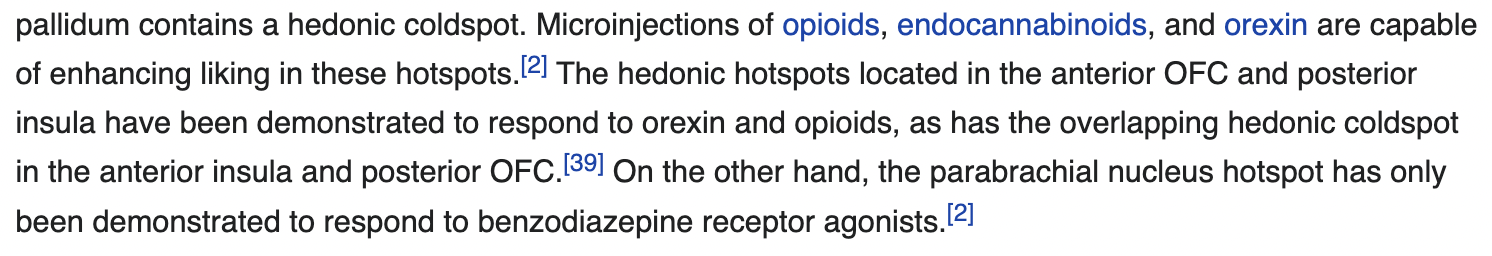 pallidum contains a hedonic coldspot. Microinjections of opioids, endocannabinoids, and orexin are capable
of enhancing liking in these hotspots.[2] The hedonic hotspots located in the anterior OFC and posterior
insula have been demonstrated to respond to orexin and opioids, as has the overlapping hedonic coldspot
in the anterior insula and posterior OFC.[39] On the other hand, the parabrachial nucleus hotspot has only
been demonstrated to respond to benzodiazepine receptor agonists.[2]